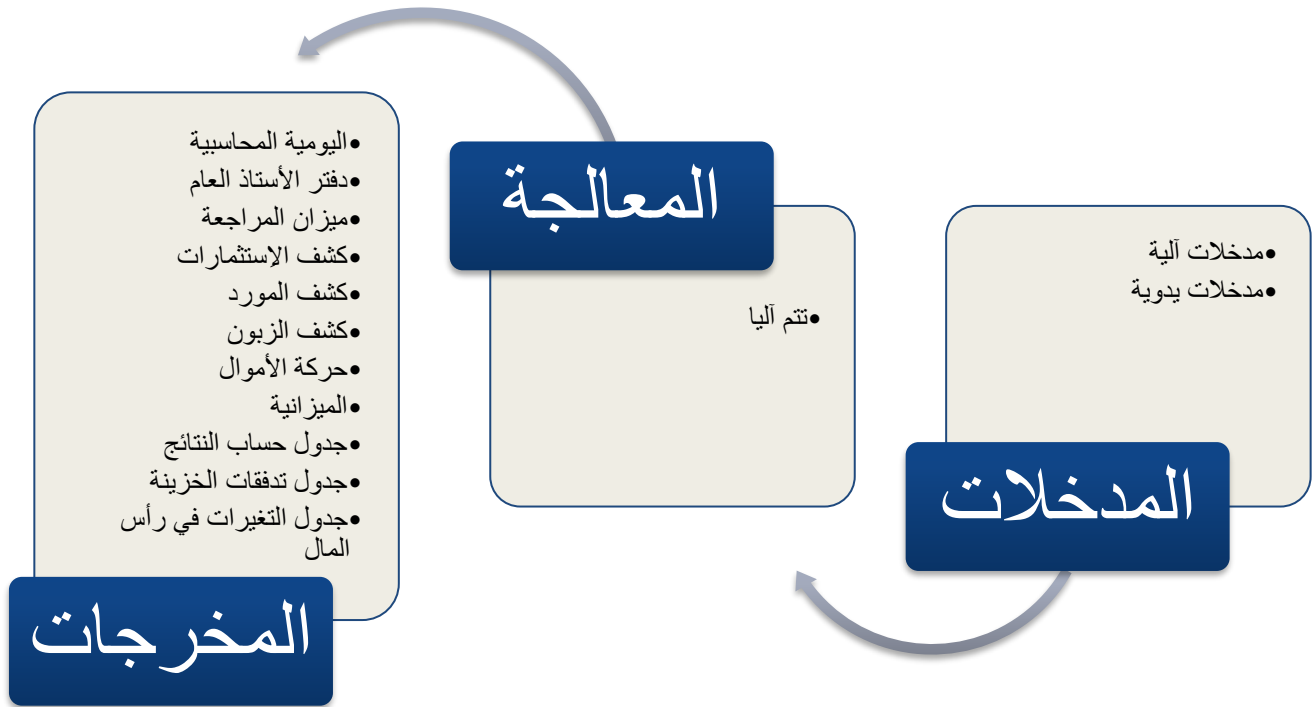 •مدخلات آلية
•مدخلات يدوية
المدخلات
المعالجة
•تتم آليا
•اليومية المحاسبية
•دفتر الأستاذ العام
•ميزان المراجعة
•كشف الإستثمارات
•كشف المورد
•كشف الزبون
•حركة الأموال
•الميزانية
•جدول حساب النتائج
•جدول تدفقات الخزينة
•جدول التغيرات في رأس
المال
المخرجات